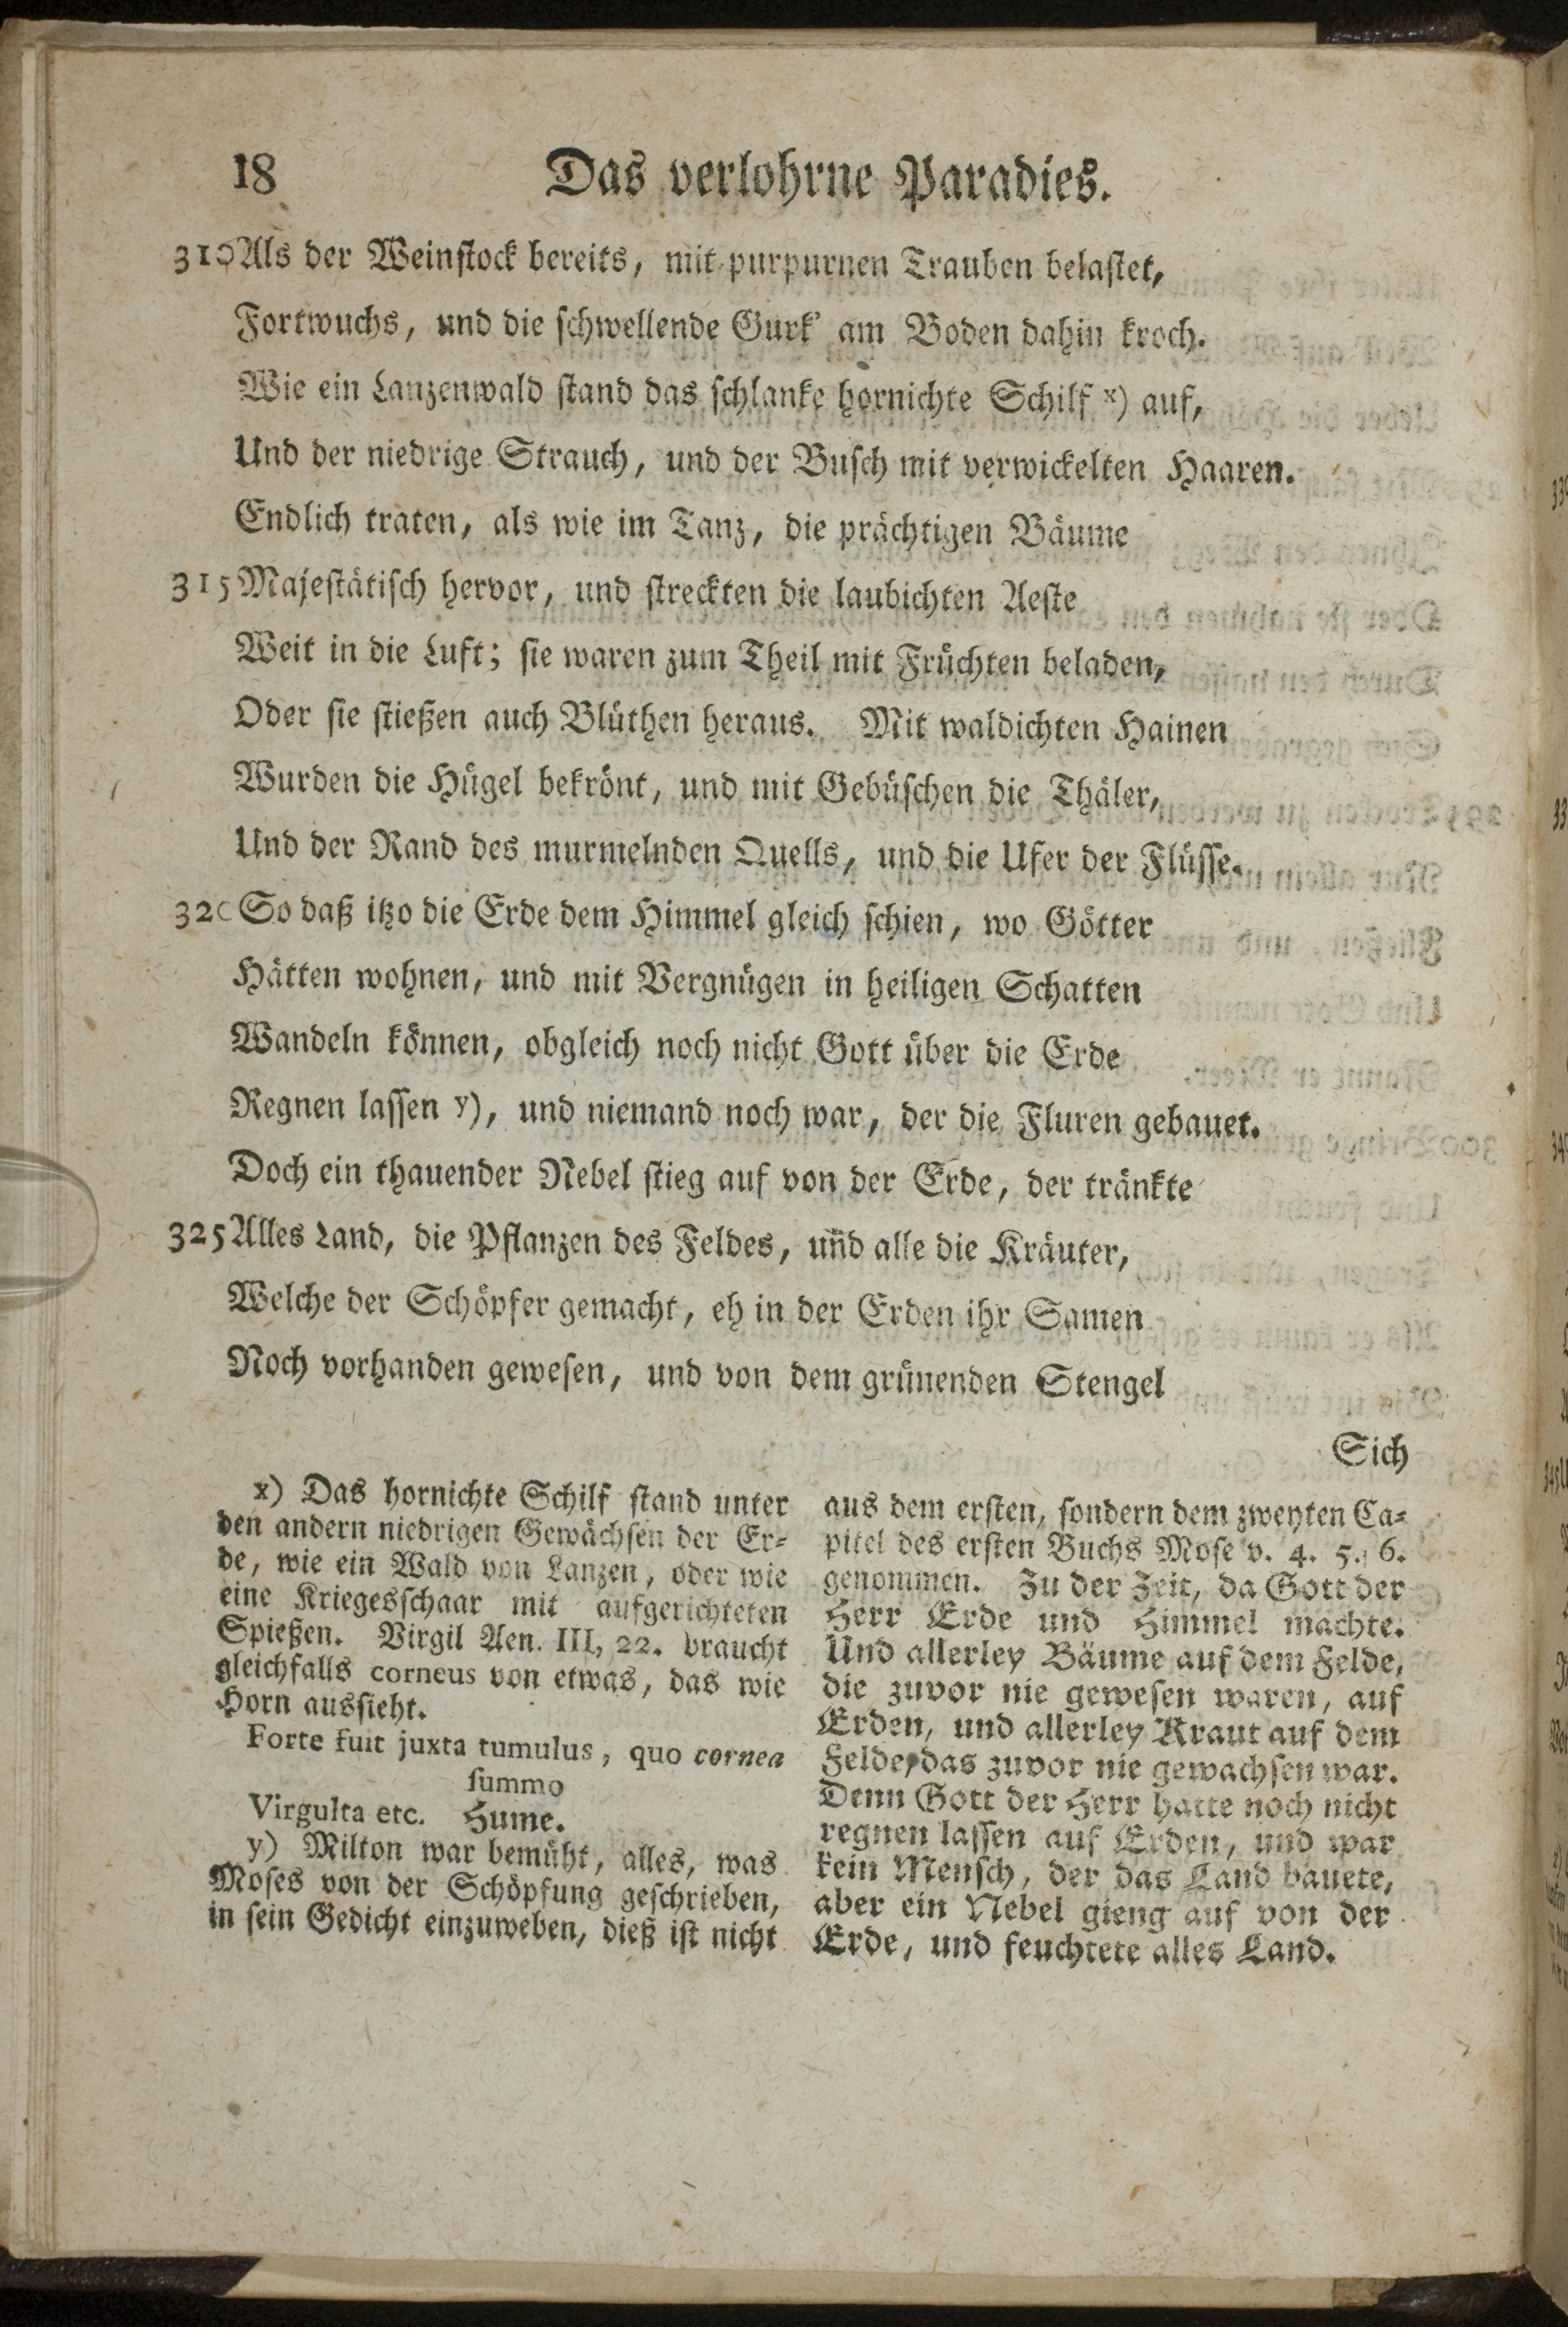 18 Das verlohrne Paradies.
310 Als der Weinstock bereits, mit purpurnen Trauben belastet,
Fortwuchs, und die schwellende Gurk' am Boden dahin kroch.
Wie ein Lanzenwald stand das schlanke hornichte Schilf x) auf,
Und der niedrige Strauch, und der Busch mit verwickelten Haaren.
Endlich traten, als wie im Tanz, die prächtigen Bäume
315 Majestätisch hervor, und streckten die laubichten Aeste
Weit in die Luft; sie waren zum Theil mit Früchten beladen,
Oder sie stießen auch Blüthen heraus. Mit waldichten Hainen
Wurden die Hügel bekrönt, und mit Gebüschen die Thäler,
Und der Rand des murmelnden Quells, und die Ufer der Flüsse.
320 So daß itzo die Erde dem Himmel gleich schien, wo Götter
Hätten wohnen, und mit Vergnügen in heiligen Schatten
Wandeln können, obgleich noch nicht Gott über die Erde
Regnen lassen y), und niemand noch war, der die Fluren gebauet.
Doch ein thauender Nebel stieg auf von der Erde, der tränkte
325 Alles Land, die Pflanzen des Feldes, und alle die Kräuter,
Welche der Schöpfer gemacht, eh in der Erden ihr Samen
Noch vorhanden gewesen, und von dem grünenden Stengel
Sich
x) Das hornichte Schilf stand unter
den andern niedrigen Gewächsen der Er-
de, wie ein Wald von Lanzen, oder wie
eine Kriegesschaar mit aufgerichteten
Spießen. Virgil Aen. III, 22. braucht
gleichfalls corneus von etwas, das wie
Horn aussieht.
Forte fuit juxta tumulus, quo cornea
summo
Virgulta etc. Hume.
y) Milton war bemüht, alles, was
Moses von der Schöpfung geschrieben,
in sein Gedicht einzuweben, dieß ist nicht
aus dem ersten, sondern dem zweyten Ca-
pitel des ersten Buchs Mose v. 4. 5. 6.
genommen. Zu der Zeit, da Gott der
Herr Erde und Himmel machte.
Und allerley Bäume auf dem Felde,
die zuvor nie gewesen waren, auf
Erden, und allerley Kraut auf dem
Felde, das zuvor nie gewachsen war.
Denn Gott der Herr hatte noch nicht
regnen lassen auf Erden, und war
kein Mensch, der das Land bauete,
aber ein Nebel gieng auf von der
Erde, und feuchtete alles Land.